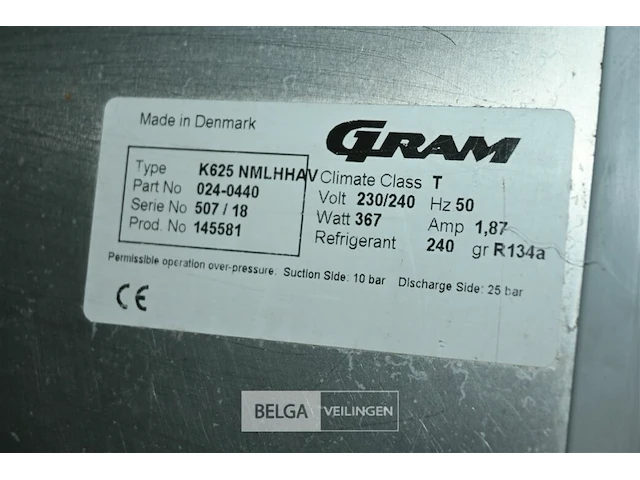 Made in Denmark
GRAM
Type K625 NMLHHAV
Part No 024-0440
Serie No 507 / 18
Prod. No 145581
Climate Class T
Volt 230/240 Hz 50
Watt 367 Amp 1,87
Refrigerant 240 gr R134a
Permissible operation over-pressure: Suction Side: 10 bar Discharge Side: 25 bar
CE
BELGA VEILINGEN